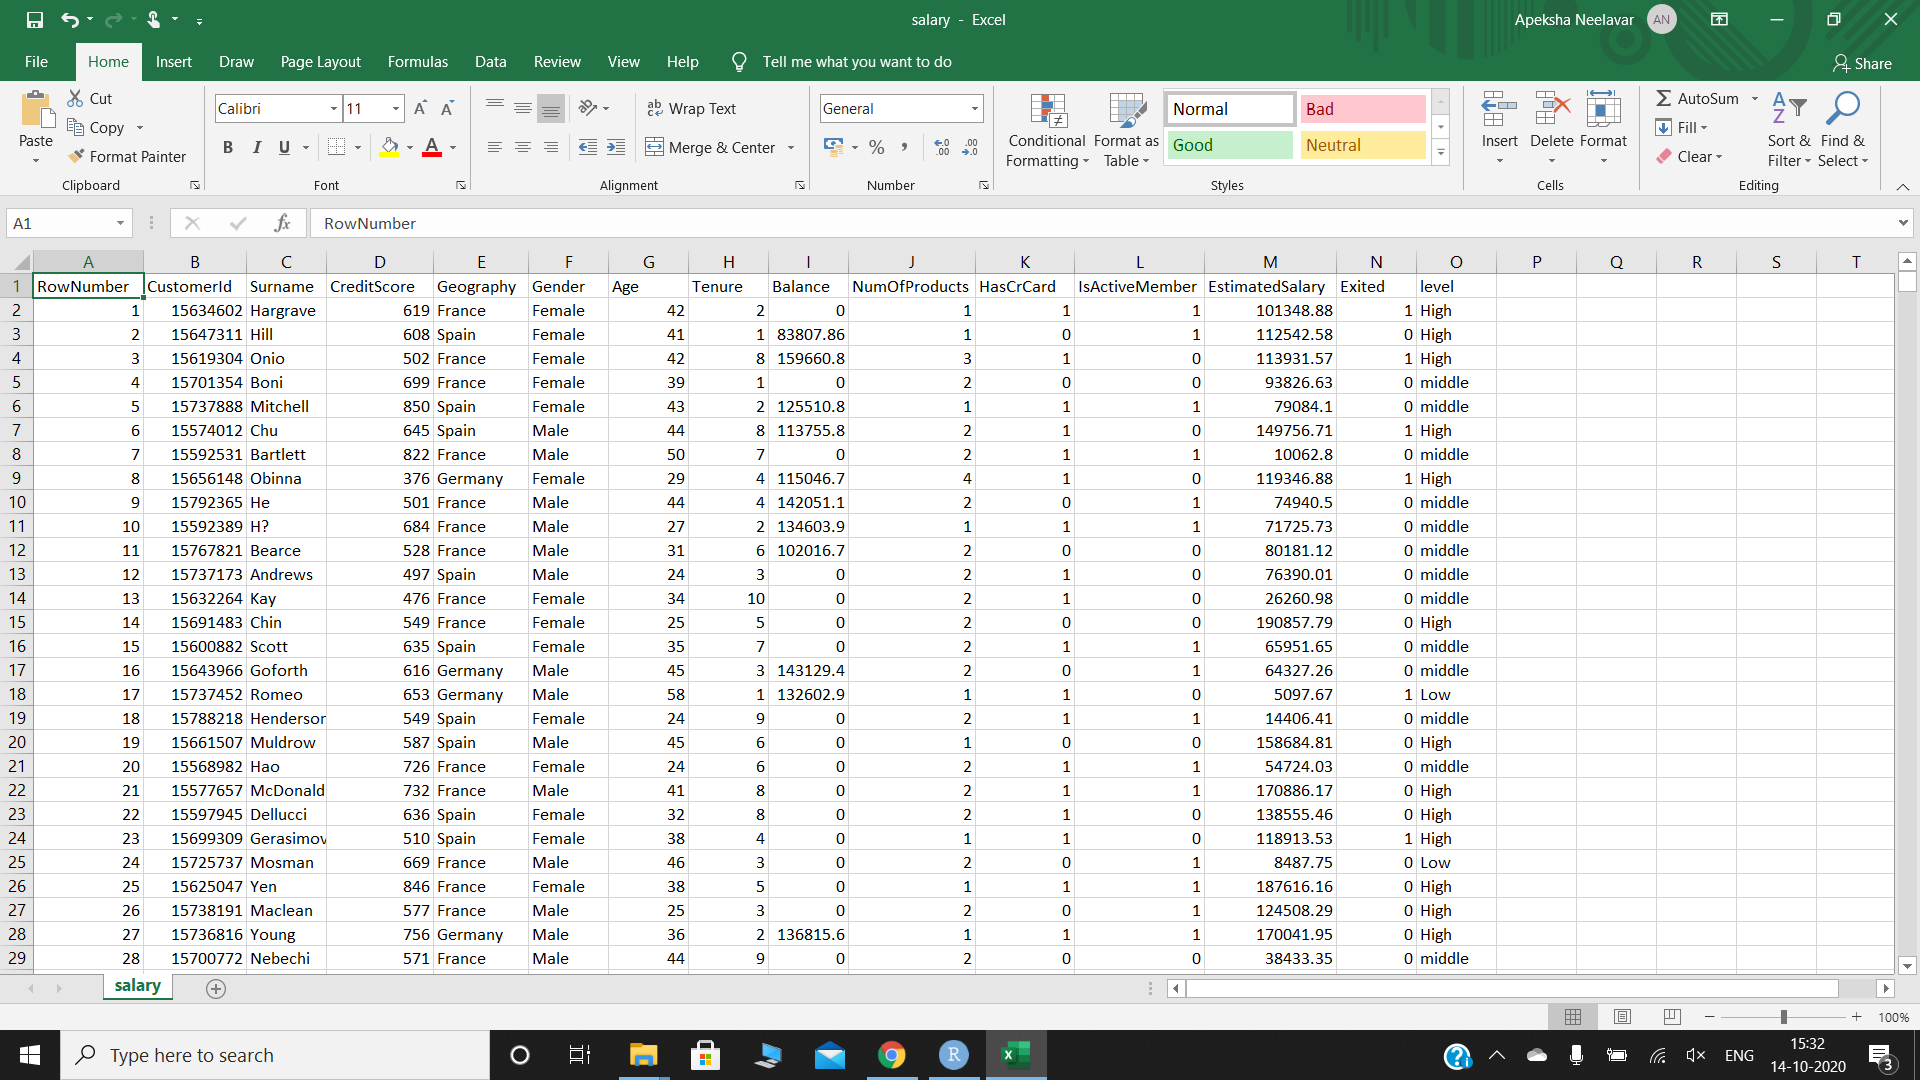 salary - Excel
Apeksha Neelavar AN
File Home Insert Draw Page Layout Formulas Data Review View Help Tell me what you want to do Share
Paste Cut Copy Format Painter Clipboard
Calibri 11 A A B I U A Font
ab Wrap Text Merge & Center Alignment
General % , .00 Number
Conditional Formatting Format as Table Normal Bad Good Neutral Styles
Insert Delete Format Cells
AutoSum Fill Clear Sort & Filter Find & Select Editing
A1 fx RowNumber
A B C D E F G H I J K L M N O P Q R S T
1 RowNumber CustomerId Surname CreditScore Geography Gender Age Tenure Balance NumOfProducts HasCrCard IsActiveMember EstimatedSalary Exited level
2 1 15634602 Hargrave 619 France Female 42 2 0 1 1 1 101348.88 1 High
3 2 15647311 Hill 608 Spain Female 41 1 83807.86 1 0 1 112542.58 0 High
4 3 15619304 Onio 502 France Female 42 8 159660.8 3 1 0 113931.57 1 High
5 4 15701354 Boni 699 France Female 39 1 0 2 0 0 93826.63 0 middle
6 5 15737888 Mitchell 850 Spain Female 43 2 125510.8 1 1 1 79084.1 0 middle
7 6 15574012 Chu 645 Spain Male 44 8 113755.8 2 1 0 149756.71 1 High
8 7 15592531 Bartlett 822 France Male 50 7 0 2 1 1 10062.8 0 middle
9 8 15656148 Obinna 376 Germany Female 29 4 115046.7 4 1 0 119346.88 1 High
10 9 15792365 He 501 France Male 44 4 142051.1 2 0 1 74940.5 0 middle
11 10 15592389 H? 684 France Male 27 2 134603.9 1 1 1 71725.73 0 middle
12 11 15767821 Bearce 528 France Male 31 6 102016.7 2 0 0 80181.12 0 middle
13 12 15737173 Andrews 497 Spain Male 24 3 0 2 1 0 76390.01 0 middle
14 13 15632264 Kay 476 France Female 34 10 0 2 1 0 26260.98 0 middle
15 14 15691483 Chin 549 France Female 25 5 0 2 0 0 190857.79 0 High
16 15 15600882 Scott 635 Spain Female 35 7 0 2 1 1 65951.65 0 middle
17 16 15643966 Goforth 616 Germany Male 45 3 143129.4 2 0 1 64327.26 0 middle
18 17 15737452 Romeo 653 Germany Male 58 1 132602.9 1 1 0 5097.67 1 Low
19 18 15788218 Henderson 549 Spain Female 24 9 0 2 1 1 14406.41 0 middle
20 19 15661507 Muldrow 587 Spain Male 45 6 0 1 0 0 158684.81 0 High
21 20 15568982 Hao 726 France Female 24 6 0 2 1 1 54724.03 0 middle
22 21 15577657 McDonald 732 France Male 41 8 0 2 1 1 170886.17 0 High
23 22 15597945 Dellucci 636 Spain Female 32 8 0 2 1 0 138555.46 0 High
24 23 15699309 Gerasimov 510 Spain Female 38 4 0 1 1 0 118913.53 1 High
25 24 15725737 Mosman 669 France Male 46 3 0 2 0 1 8487.75 0 Low
26 25 15625047 Yen 846 France Female 38 5 0 1 1 1 187616.16 0 High
27 26 15738191 Maclean 577 France Male 25 3 0 2 0 1 124508.29 0 High
28 27 15736816 Young 756 Germany Male 36 2 136815.6 1 1 1 170041.95 0 High
29 28 15700772 Nebechi 571 France Male 44 9 0 2 0 0 38433.35 0 middle
salary
100%
Type here to search
R
ENG
15:32
14-10-2020
3